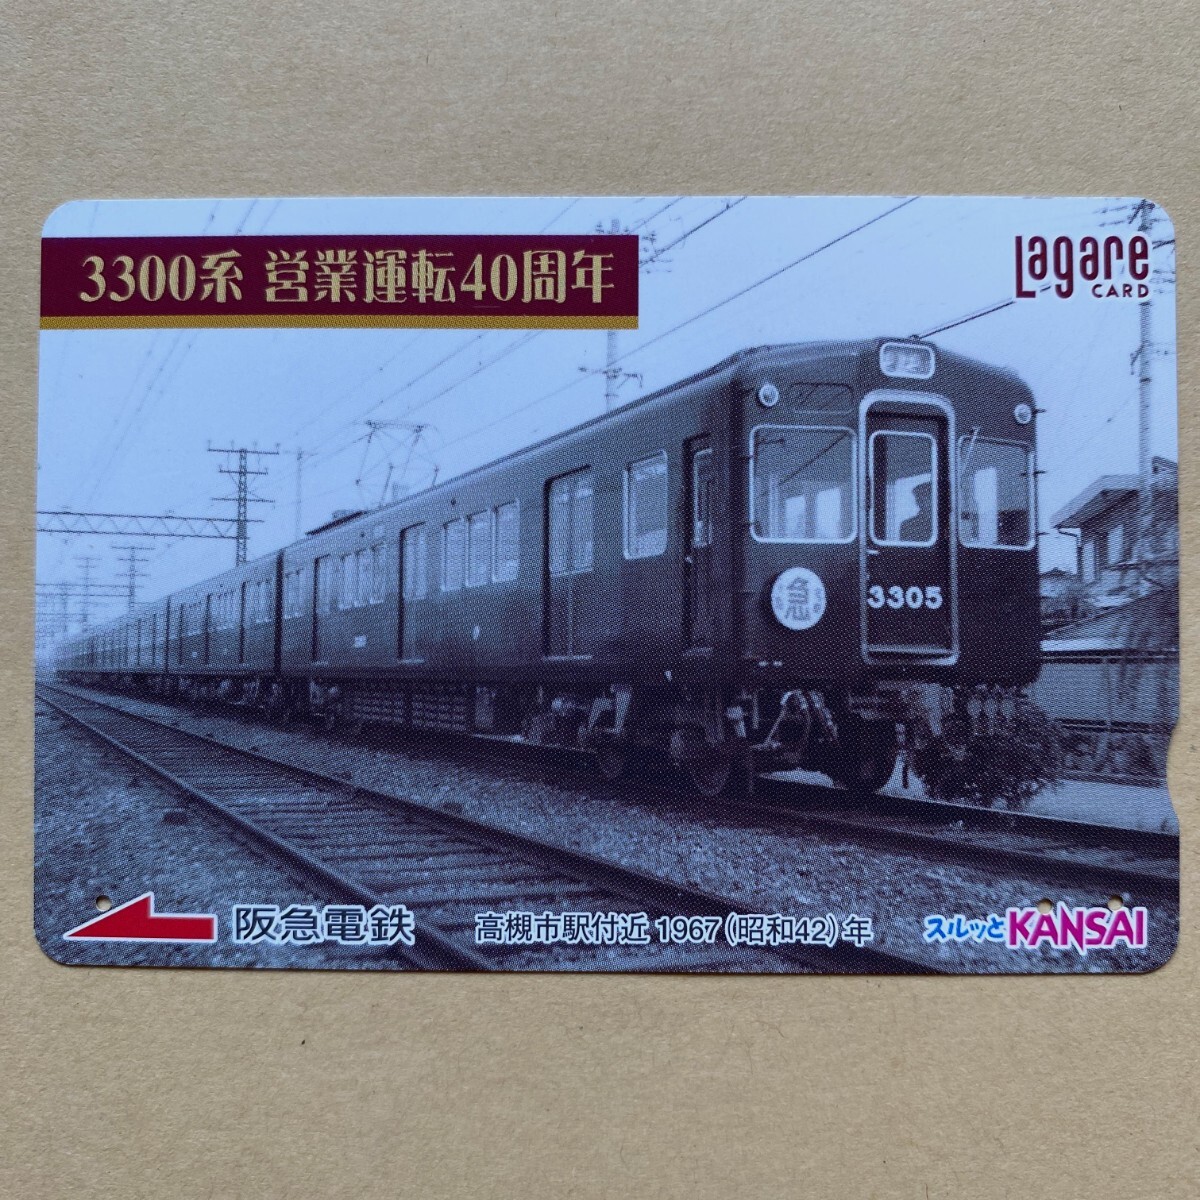 3300系 営業運転40周年
Lagare
CARD
急
3305
阪急電鉄
高槻市駅付近 1967(昭和42)年
スルッとKANSAI